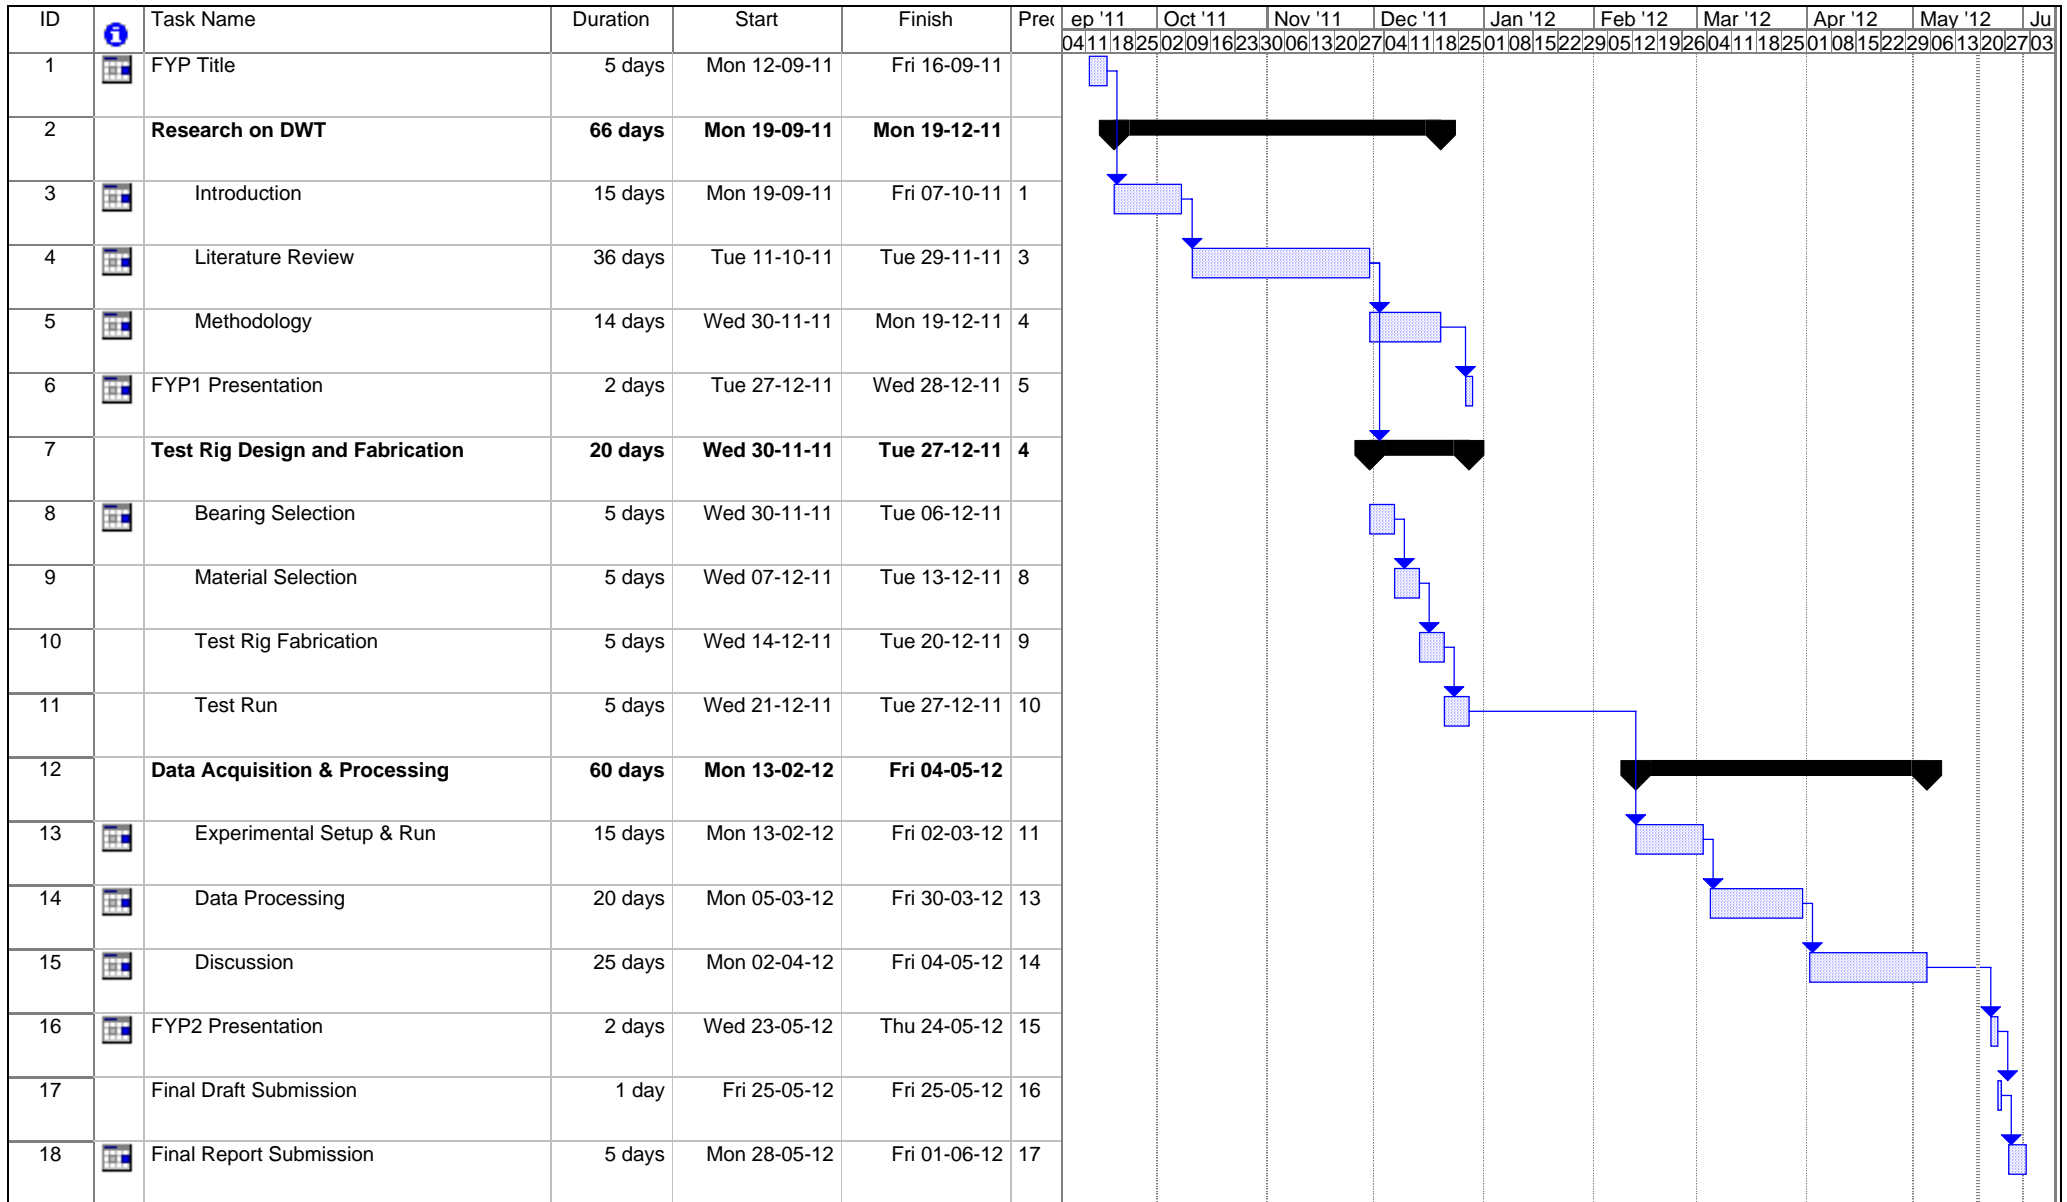 ID Task Name Duration Start Finish Prec ep '11 Oct '11 Nov '11 Dec '11 Jan '12 Feb '12 Mar '12 Apr '12 May '12 Ju
04 11 18 25 02 09 16 23 30 06 13 20 27 04 11 18 25 01 08 15 22 29 05 12 19 26 04 11 18 25 01 08 15 22 29 06 13 20 27 03
1 FYP Title 5 days Mon 12-09-11 Fri 16-09-11
2 Research on DWT 66 days Mon 19-09-11 Mon 19-12-11
3 Introduction 15 days Mon 19-09-11 Fri 07-10-11 1
4 Literature Review 36 days Tue 11-10-11 Tue 29-11-11 3
5 Methodology 14 days Wed 30-11-11 Mon 19-12-11 4
6 FYP1 Presentation 2 days Tue 27-12-11 Wed 28-12-11 5
7 Test Rig Design and Fabrication 20 days Wed 30-11-11 Tue 27-12-11 4
8 Bearing Selection 5 days Wed 30-11-11 Tue 06-12-11
9 Material Selection 5 days Wed 07-12-11 Tue 13-12-11 8
10 Test Rig Fabrication 5 days Wed 14-12-11 Tue 20-12-11 9
11 Test Run 5 days Wed 21-12-11 Tue 27-12-11 10
12 Data Acquisition & Processing 60 days Mon 13-02-12 Fri 04-05-12
13 Experimental Setup & Run 15 days Mon 13-02-12 Fri 02-03-12 11
14 Data Processing 20 days Mon 05-03-12 Fri 30-03-12 13
15 Discussion 25 days Mon 02-04-12 Fri 04-05-12 14
16 FYP2 Presentation 2 days Wed 23-05-12 Thu 24-05-12 15
17 Final Draft Submission 1 day Fri 25-05-12 Fri 25-05-12 16
18 Final Report Submission 5 days Mon 28-05-12 Fri 01-06-12 17